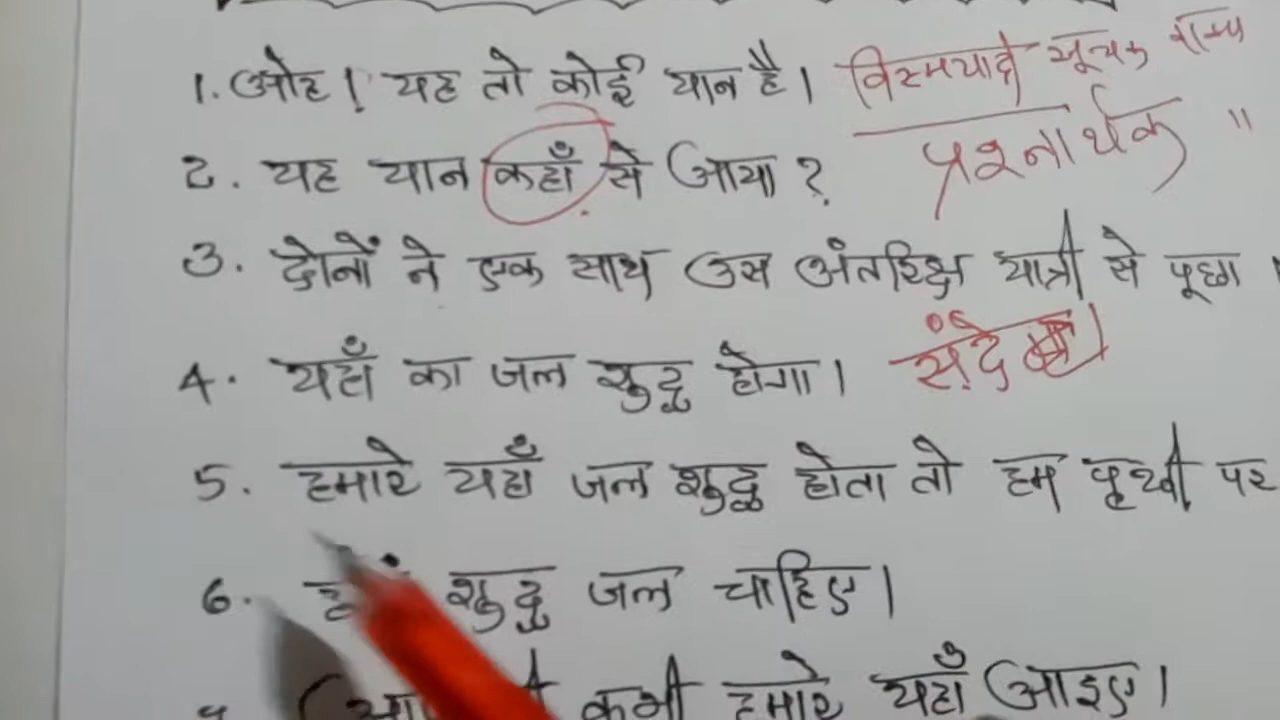 1. ओह! यह तो कोई यान है। विस्मयादि सूचक वाक्य
2. यह यान कहाँ से आया? प्रश्नार्थक "
3. दोनों ने एक साथ उस अंतरिक्ष यात्री से पूछा।
4. यहाँ का जल शुद्ध होगा।
5. हमारे यहाँ जल शुद्ध होता तो हम पृथ्वी पर
6. शुद्ध जल चाहिए।
कभी हमारे यहाँ आइए।